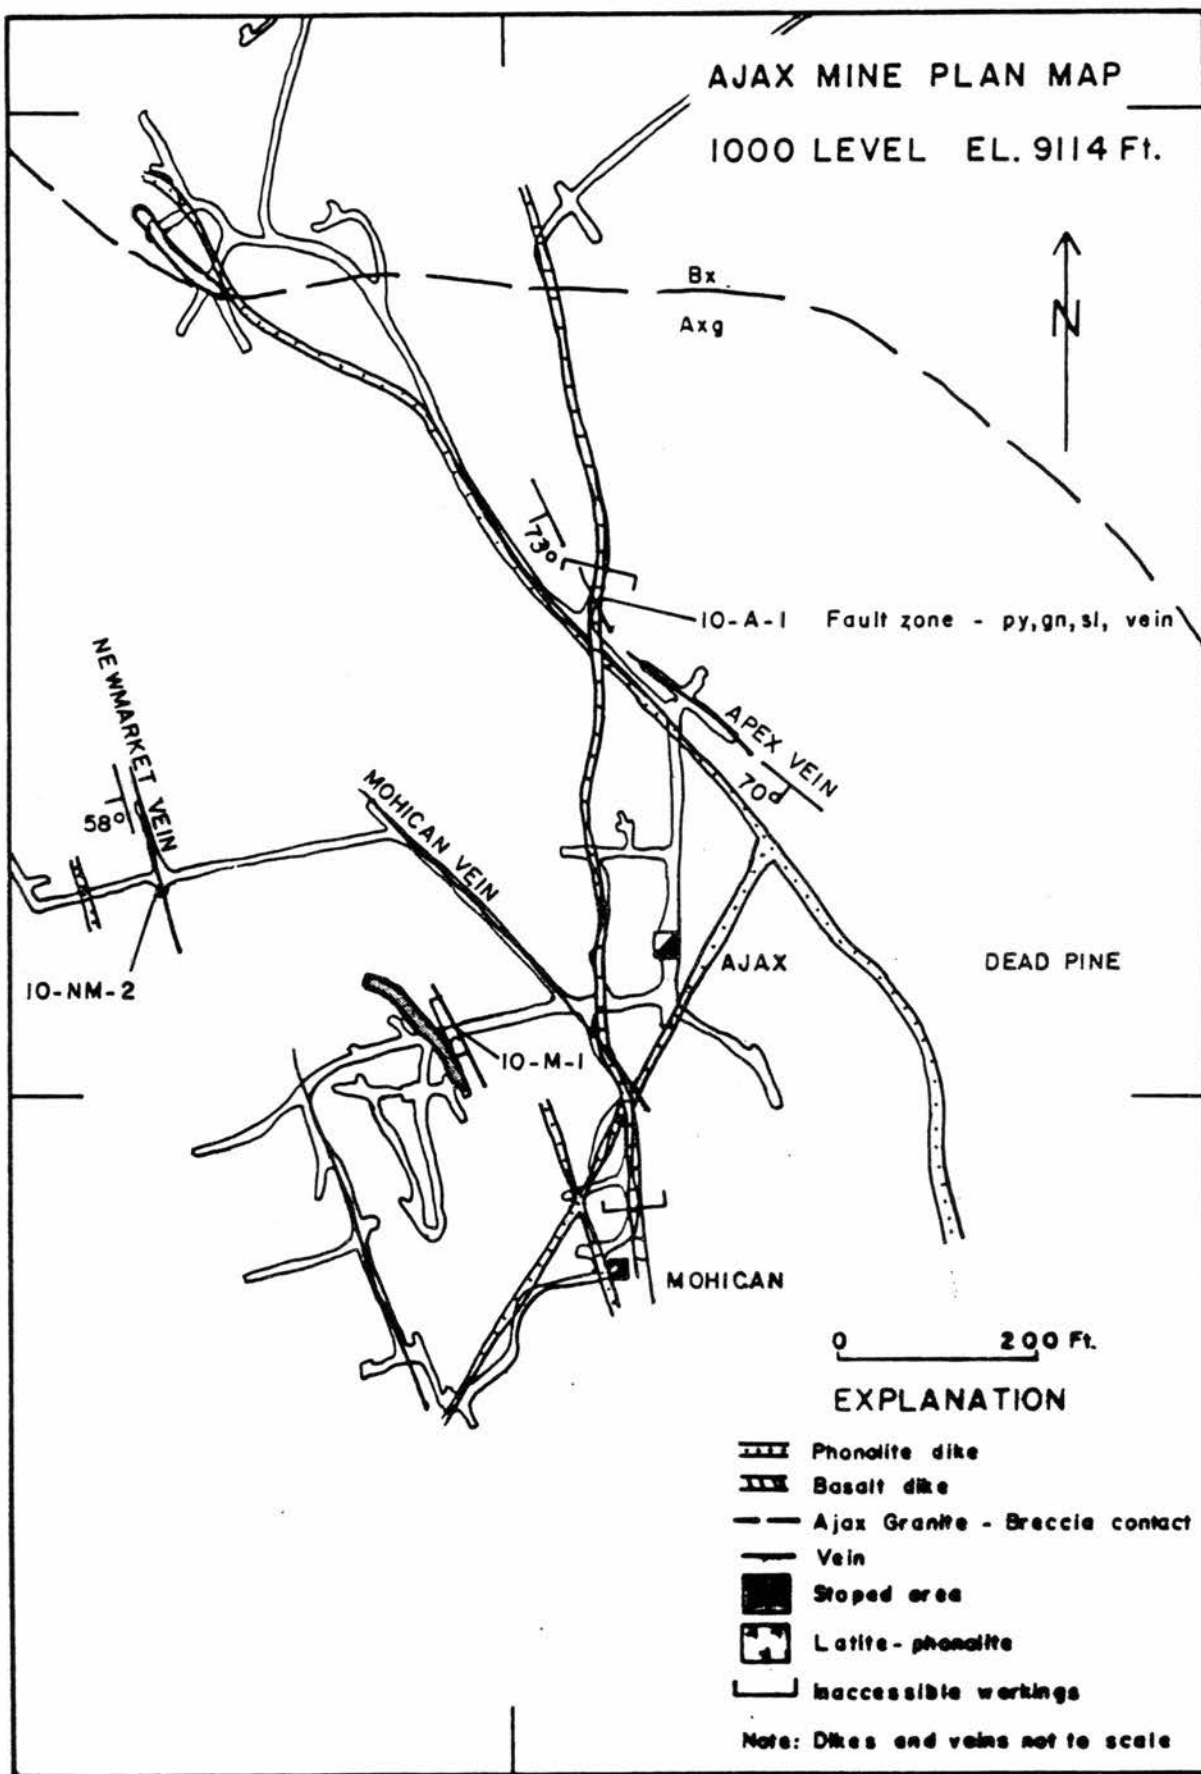 AJAX MINE PLAN MAP
1000 LEVEL EL. 9114 Ft.
Bx
Axg
N
73°
10-A-1 Fault zone - py,gn,sl, vein
NEWMARKET VEIN
58°
MOHICAN VEIN
APEX VEIN
70°
AJAX
DEAD PINE
10-NM-2
10-M-1
MOHICAN
0 200 Ft.
EXPLANATION
Phonolite dike
Basalt dike
Ajax Granite - Breccia contact
Vein
Stoped area
Latite-phonolite
Inaccessible workings
Note: Dikes and veins not to scale